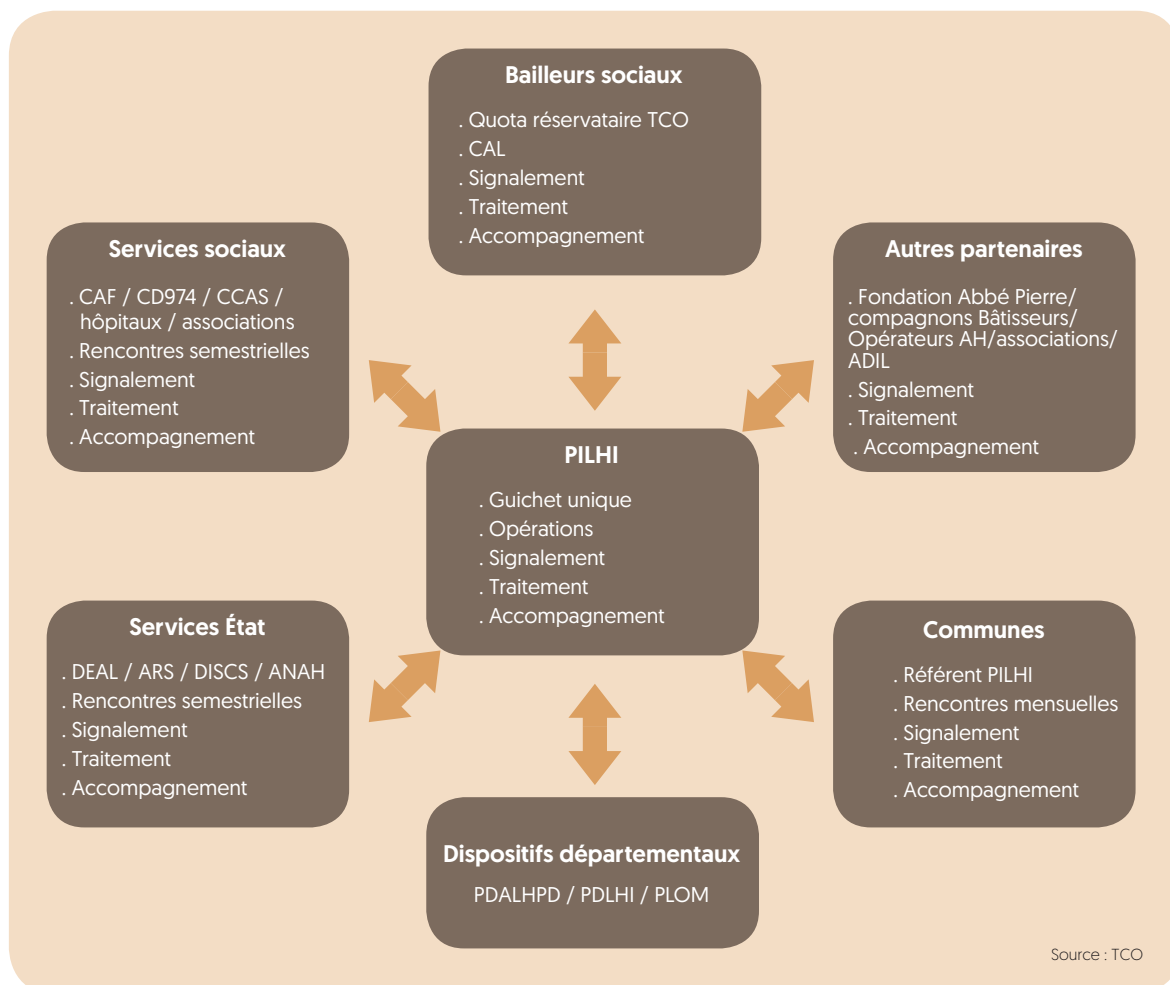 Bailleurs sociaux
. Quota réservataire TCO
. CAL
. Signalement
. Traitement
. Accompagnement
Services sociaux
. CAF / CD974 / CCAS /
hôpitaux / associations
. Rencontres semestrielles
. Signalement
. Traitement
. Accompagnement
Autres partenaires
. Fondation Abbé Pierre/
compagnons Bâtisseurs/
Opérateurs AH/associations/
ADIL
. Signalement
. Traitement
. Accompagnement
PILHI
. Guichet unique
. Opérations
. Signalement
. Traitement
. Accompagnement
Services État
. DEAL / ARS / DISCS / ANAH
. Rencontres semestrielles
. Signalement
. Traitement
. Accompagnement
Communes
. Référent PILHI
. Rencontres mensuelles
. Signalement
. Traitement
. Accompagnement
Dispositifs départementaux
PDALHPD / PDLHI / PLOM
Source : TCO